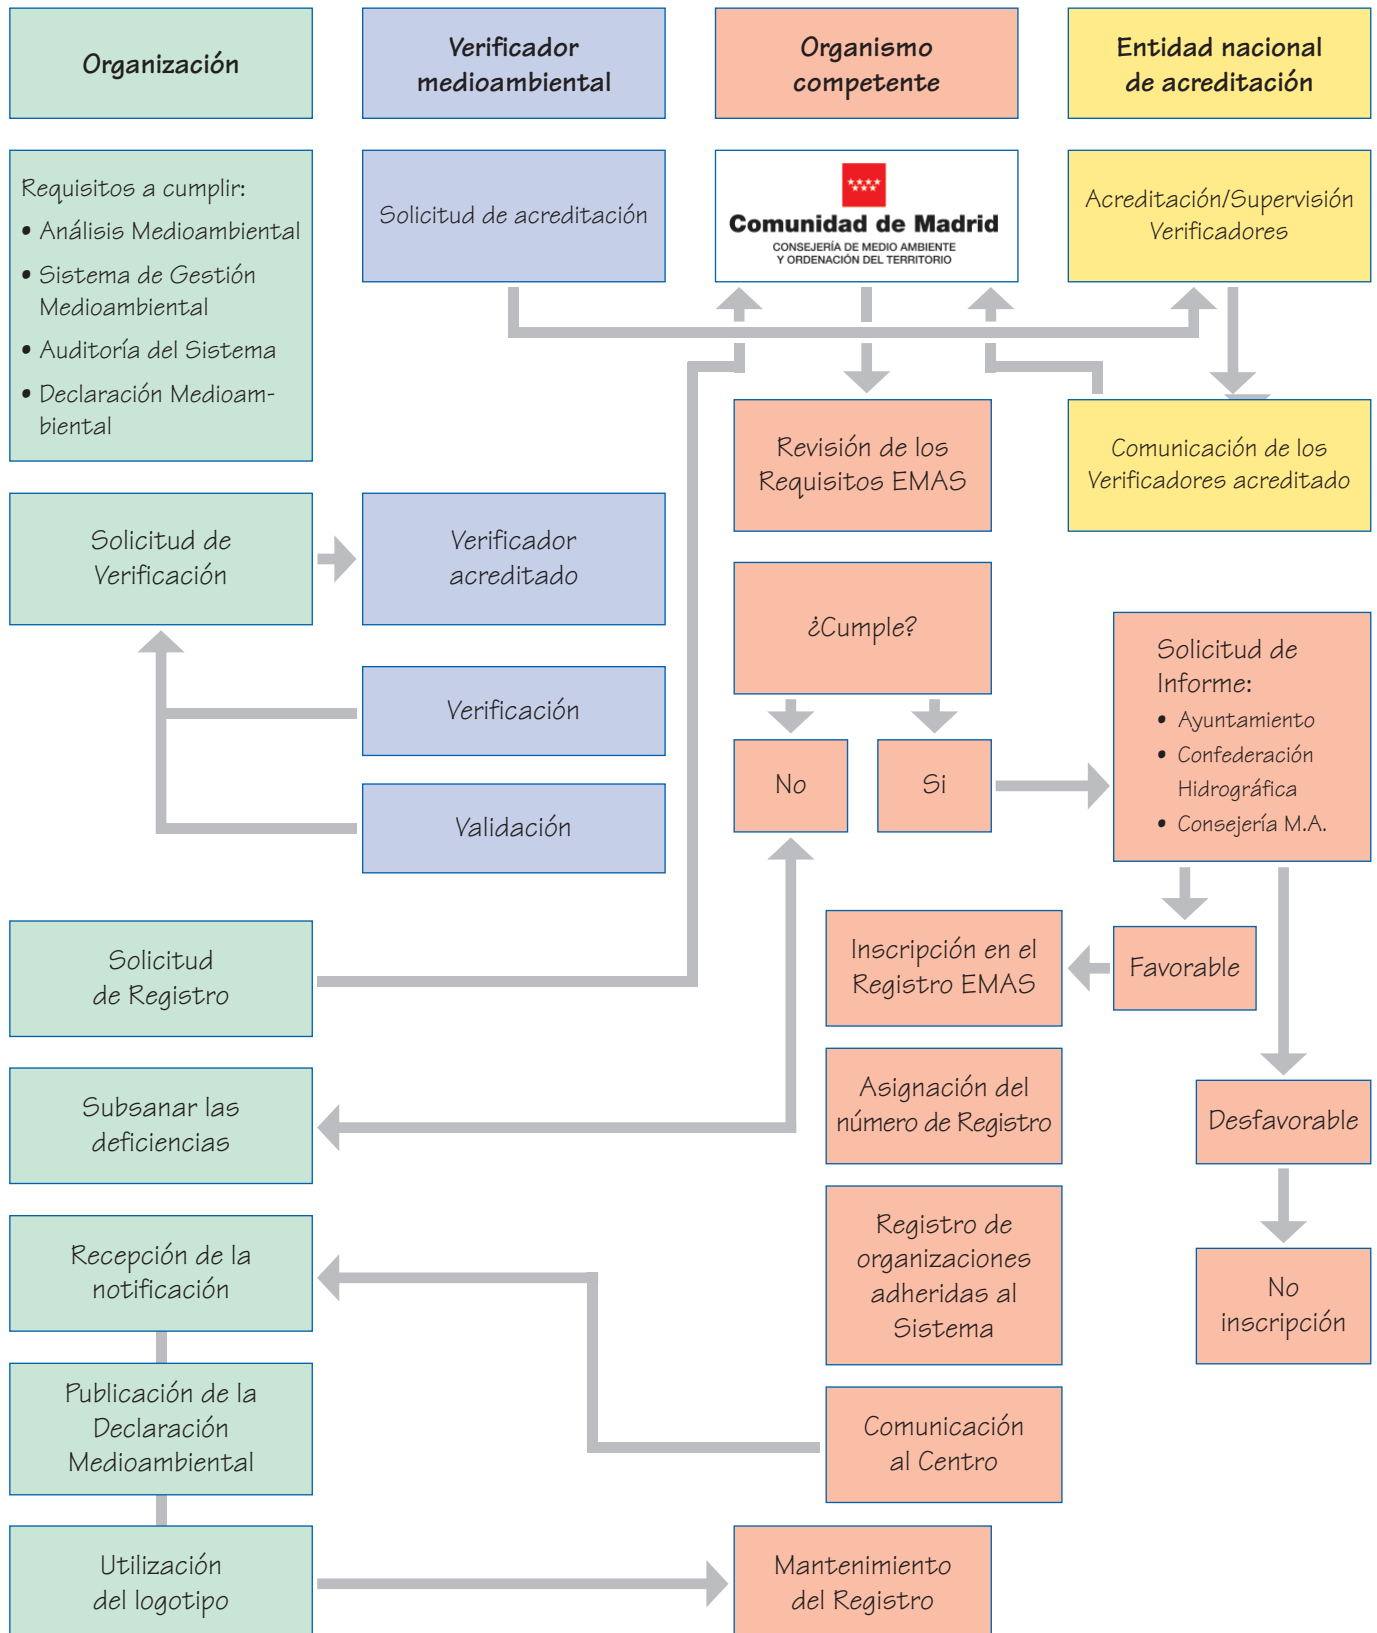 Organización
Verificador
medioambiental
Organismo
competente
Entidad nacional
de acreditación
Requisitos a cumplir:
• Análisis Medioambiental
• Sistema de Gestión
Medioambiental
• Auditoría del Sistema
• Declaración Medioam-
biental
Solicitud de acreditación
Comunidad de Madrid
CONSEJERÍA DE MEDIO AMBIENTE
Y ORDENACIÓN DEL TERRITORIO
Acreditación/Supervisión
Verificadores
Revisión de los
Requisitos EMAS
Comunicación de los
Verificadores acreditado
Solicitud de
Verificación
Verificador
acreditado
¿Cumple?
Solicitud de
Informe:
• Ayuntamiento
• Confederación
Hidrográfica
• Consejería M.A.
Verificación
No
Si
Validación
Solicitud
de Registro
Inscripción en el
Registro EMAS
Favorable
Subsanar las
deficiencias
Asignación del
número de Registro
Desfavorable
Recepción de la
notificación
Registro de
organizaciones
adheridas al
Sistema
No
inscripción
Publicación de la
Declaración
Medioambiental
Comunicación
al Centro
Utilización
del logotipo
Mantenimiento
del Registro